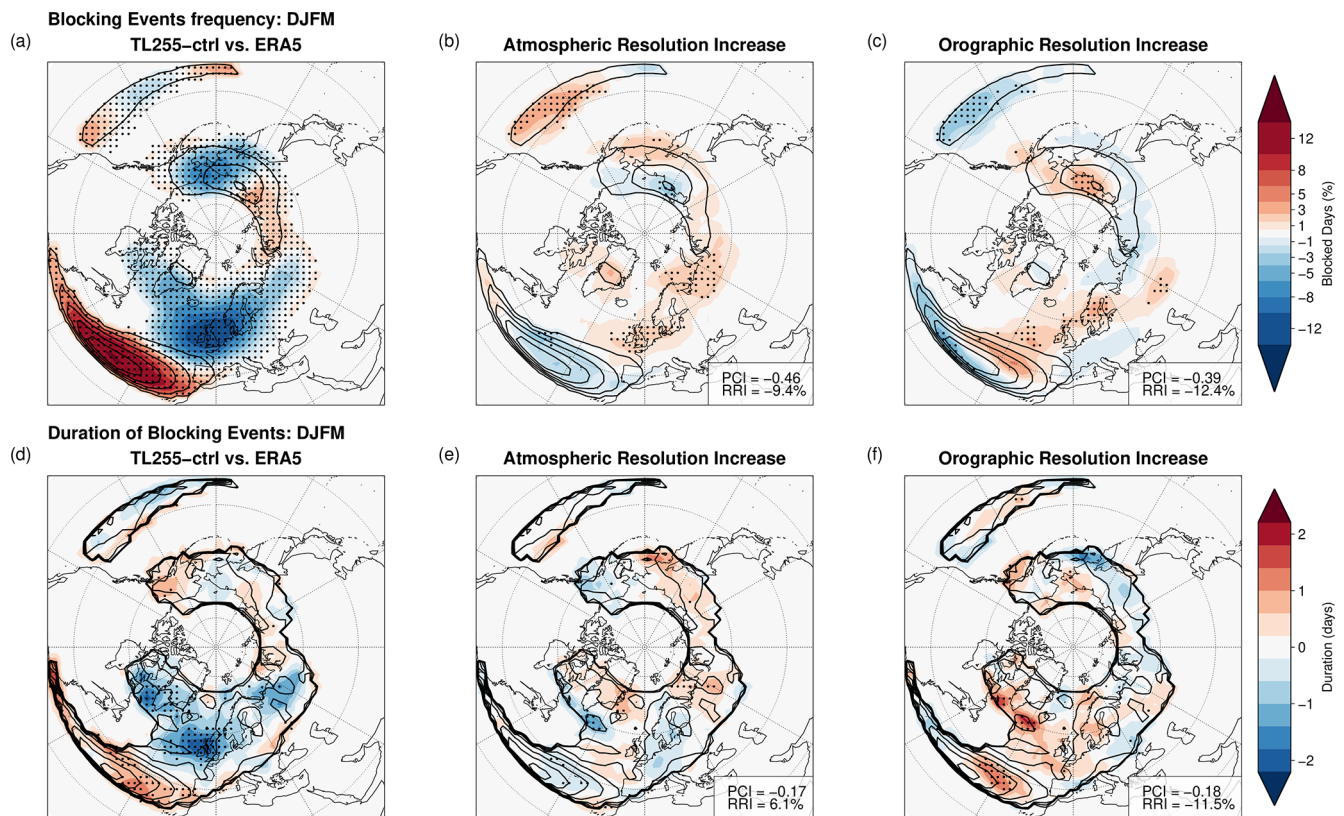 Blocking Events frequency: DJFM
(a) TL255−ctrl vs. ERA5
(b) Atmospheric Resolution Increase
(c) Orographic Resolution Increase
PCI = −0.46
RRI = −9.4%
PCI = −0.39
RRI = −12.4%
12
8
5
3
1
−1
−3
−5
−8
−12
Blocked Days (%)
Duration of Blocking Events: DJFM
(d) TL255−ctrl vs. ERA5
(e) Atmospheric Resolution Increase
(f) Orographic Resolution Increase
PCI = −0.17
RRI = 6.1%
PCI = −0.18
RRI = −11.5%
2
1
0
−1
−2
Duration (days)